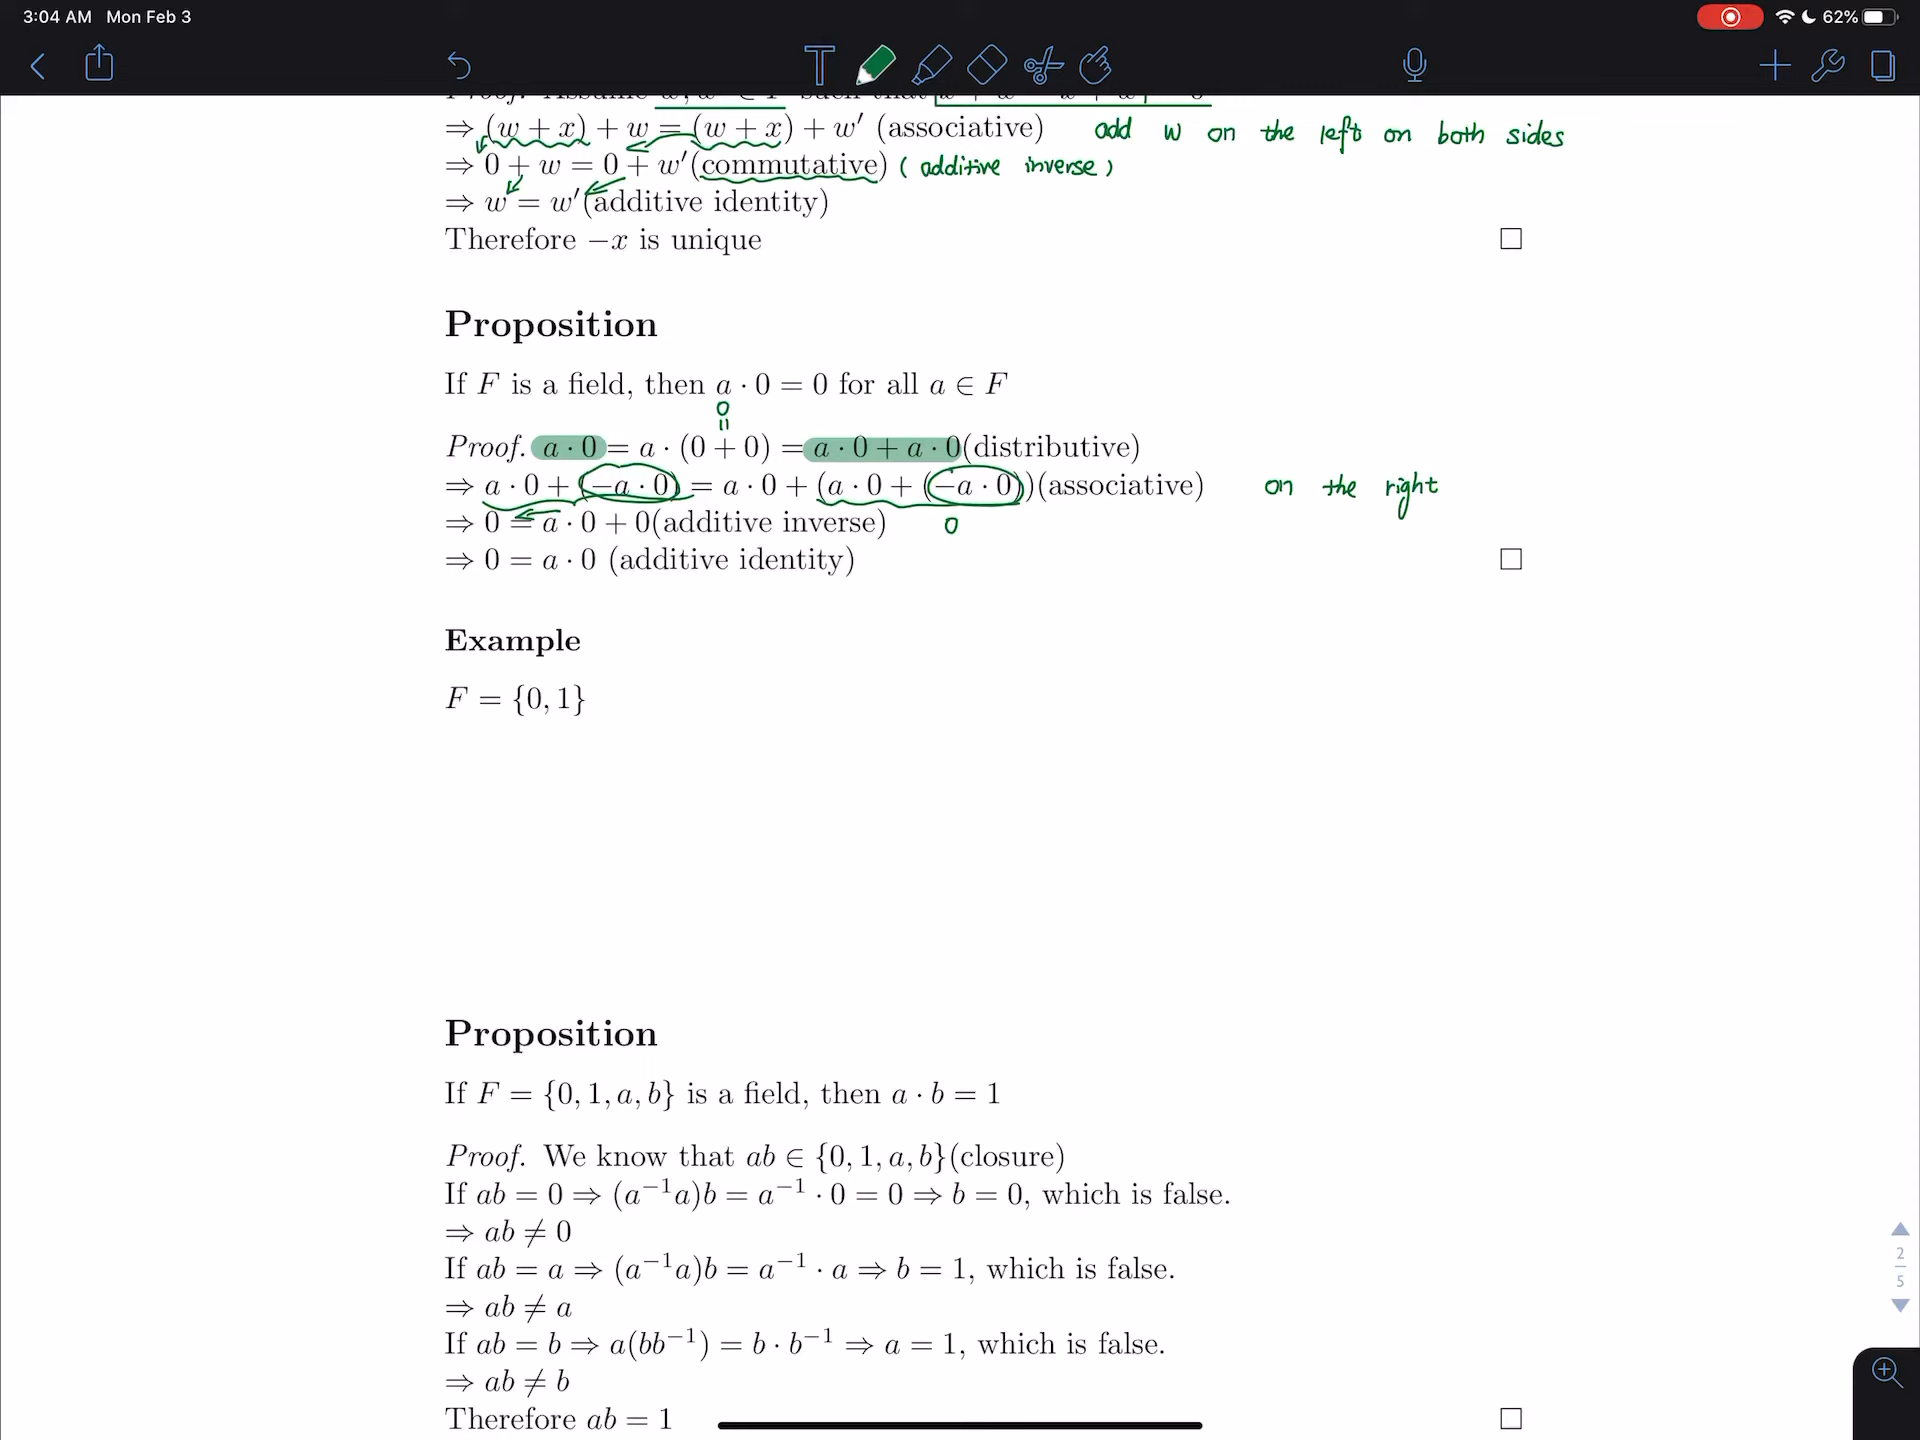 3:04 AM Mon Feb 3 62%
⇒ (w + x) + w = (w + x) + w′ (associative) add w on the left on both sides
⇒ 0 + w = 0 + w′(commutative) (additive inverse)
⇒ w = w′(additive identity)
Therefore −x is unique □
Proposition
If F is a field, then a · 0 = 0 for all a ∈ F
0
=
Proof. a · 0 = a · (0 + 0) = a · 0 + a · 0(distributive)
⇒ a · 0 + (−a · 0) = a · 0 + (a · 0 + (−a · 0))(associative) on the right
⇒ 0 = a · 0 + 0(additive inverse) 0
⇒ 0 = a · 0 (additive identity) □
Example
F = {0, 1}
Proposition
If F = {0, 1, a, b} is a field, then a · b = 1
Proof. We know that ab ∈ {0, 1, a, b}(closure)
If ab = 0 ⇒ (a⁻¹a)b = a⁻¹ · 0 = 0 ⇒ b = 0, which is false.
⇒ ab ≠ 0
If ab = a ⇒ (a⁻¹a)b = a⁻¹ · a ⇒ b = 1, which is false.
⇒ ab ≠ a
If ab = b ⇒ a(bb⁻¹) = b · b⁻¹ ⇒ a = 1, which is false.
⇒ ab ≠ b
Therefore ab = 1 □
2
5